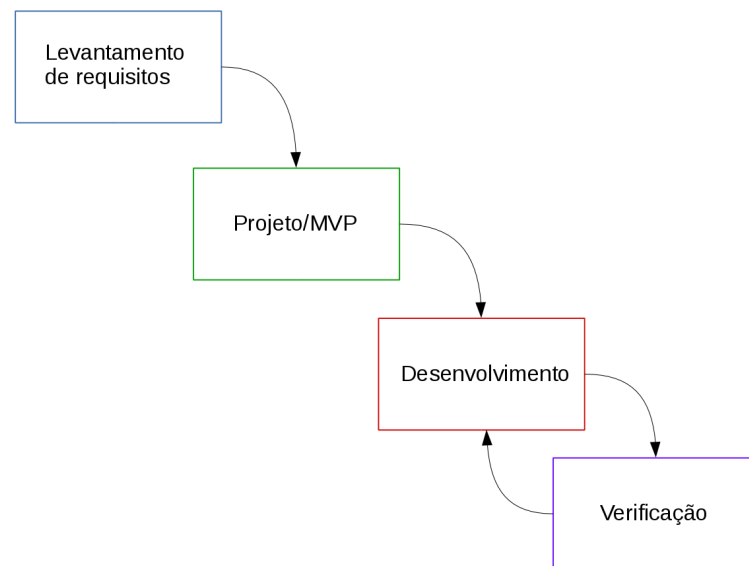 Levantamento
de requisitos
Projeto/MVP
Desenvolvimento
Verificação